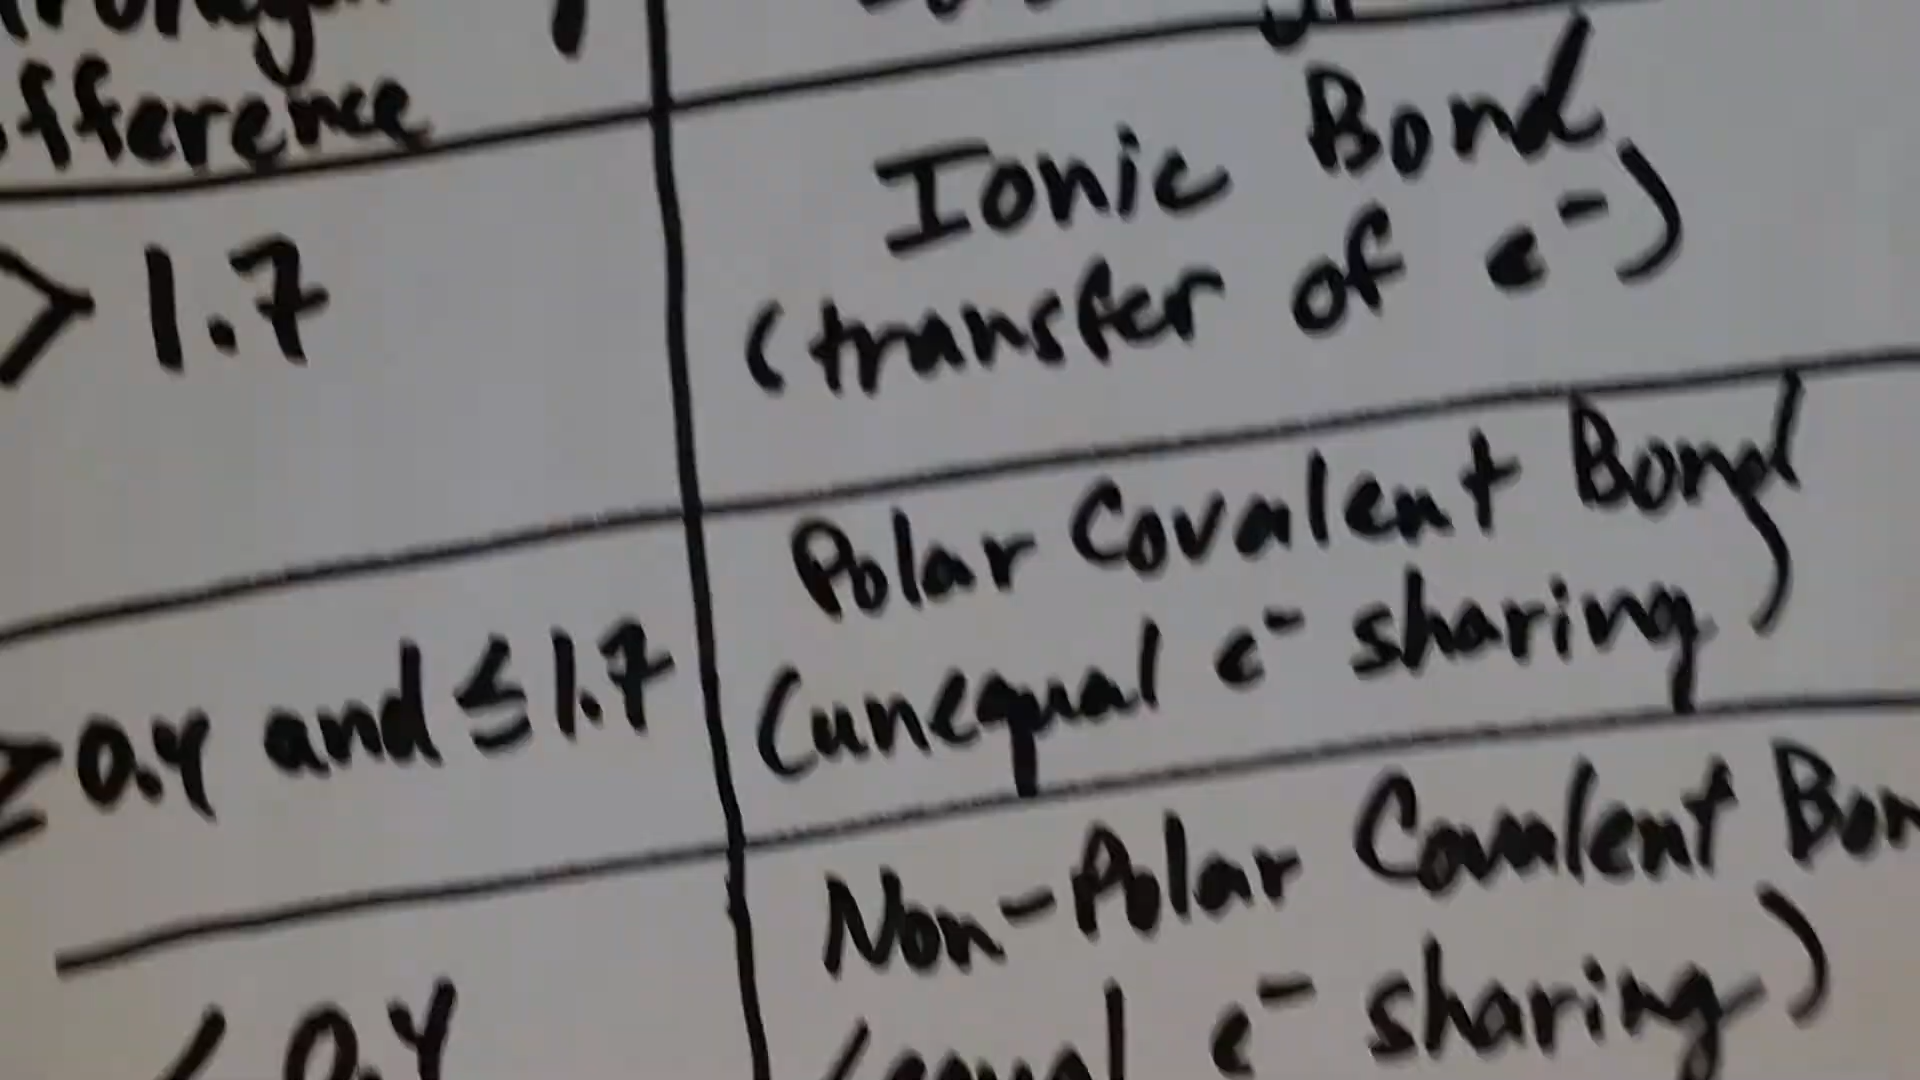 fference
> 1.7
Ionic Bond
(transfer of e⁻)
≥ 0.4 and ≤ 1.7
Polar Covalent Bond
(unequal e⁻ sharing)
< 0.4
Non-Polar Covalent Bon
(equal e⁻ sharing)